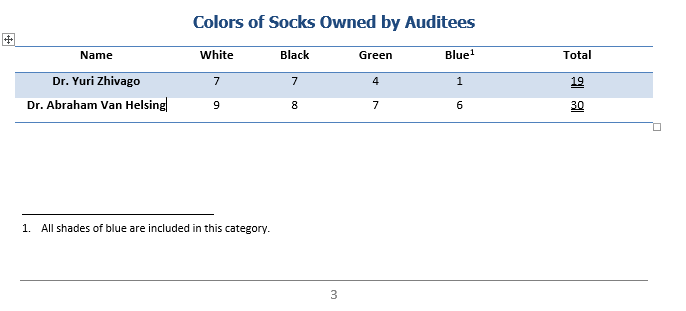 Colors of Socks Owned by Auditees
Name White Black Green Blue¹ Total
Dr. Yuri Zhivago 7 7 4 1 19
Dr. Abraham Van Helsing 9 8 7 6 30
1. All shades of blue are included in this category.
3